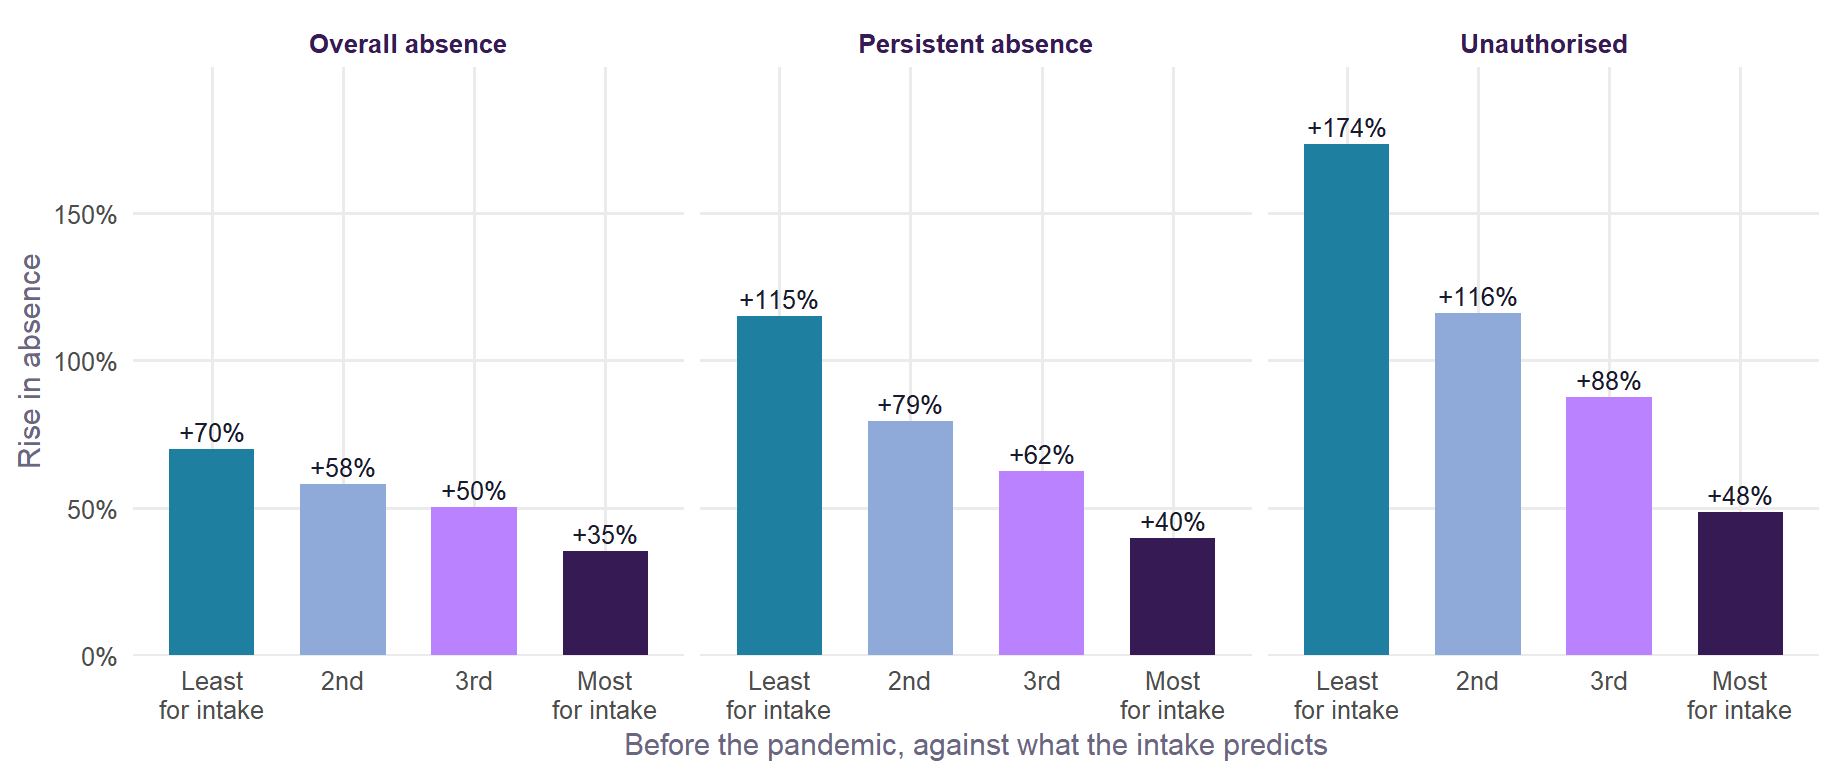 Overall absence
Persistent absence
Unauthorised
Rise in absence
150%
100%
50%
0%
+70%
+58%
+50%
+35%
+115%
+79%
+62%
+40%
+174%
+116%
+88%
+48%
Least
for intake
2nd
3rd
Most
for intake
Least
for intake
2nd
3rd
Most
for intake
Least
for intake
2nd
3rd
Most
for intake
Before the pandemic, against what the intake predicts